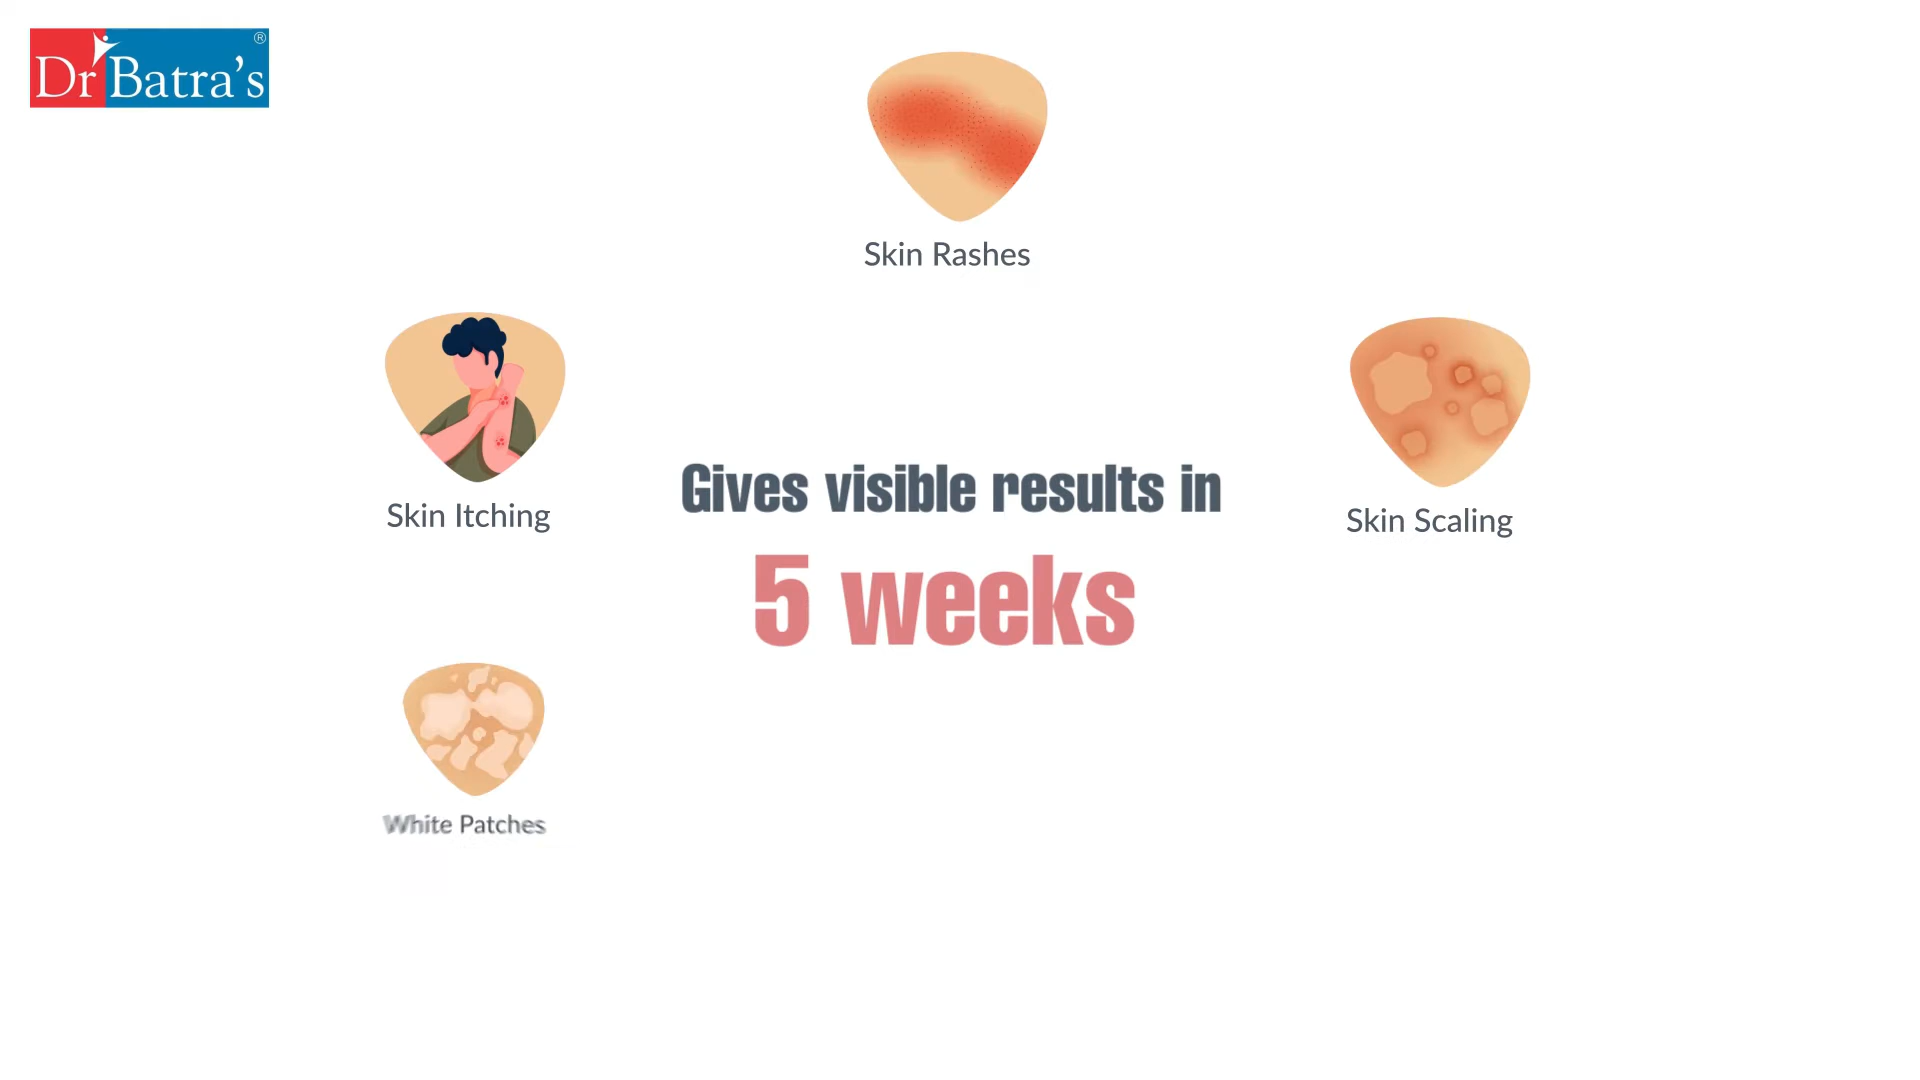 Dr Batra's®
Skin Rashes
Skin Itching
Skin Scaling
Gives visible results in
5 weeks
White Patches